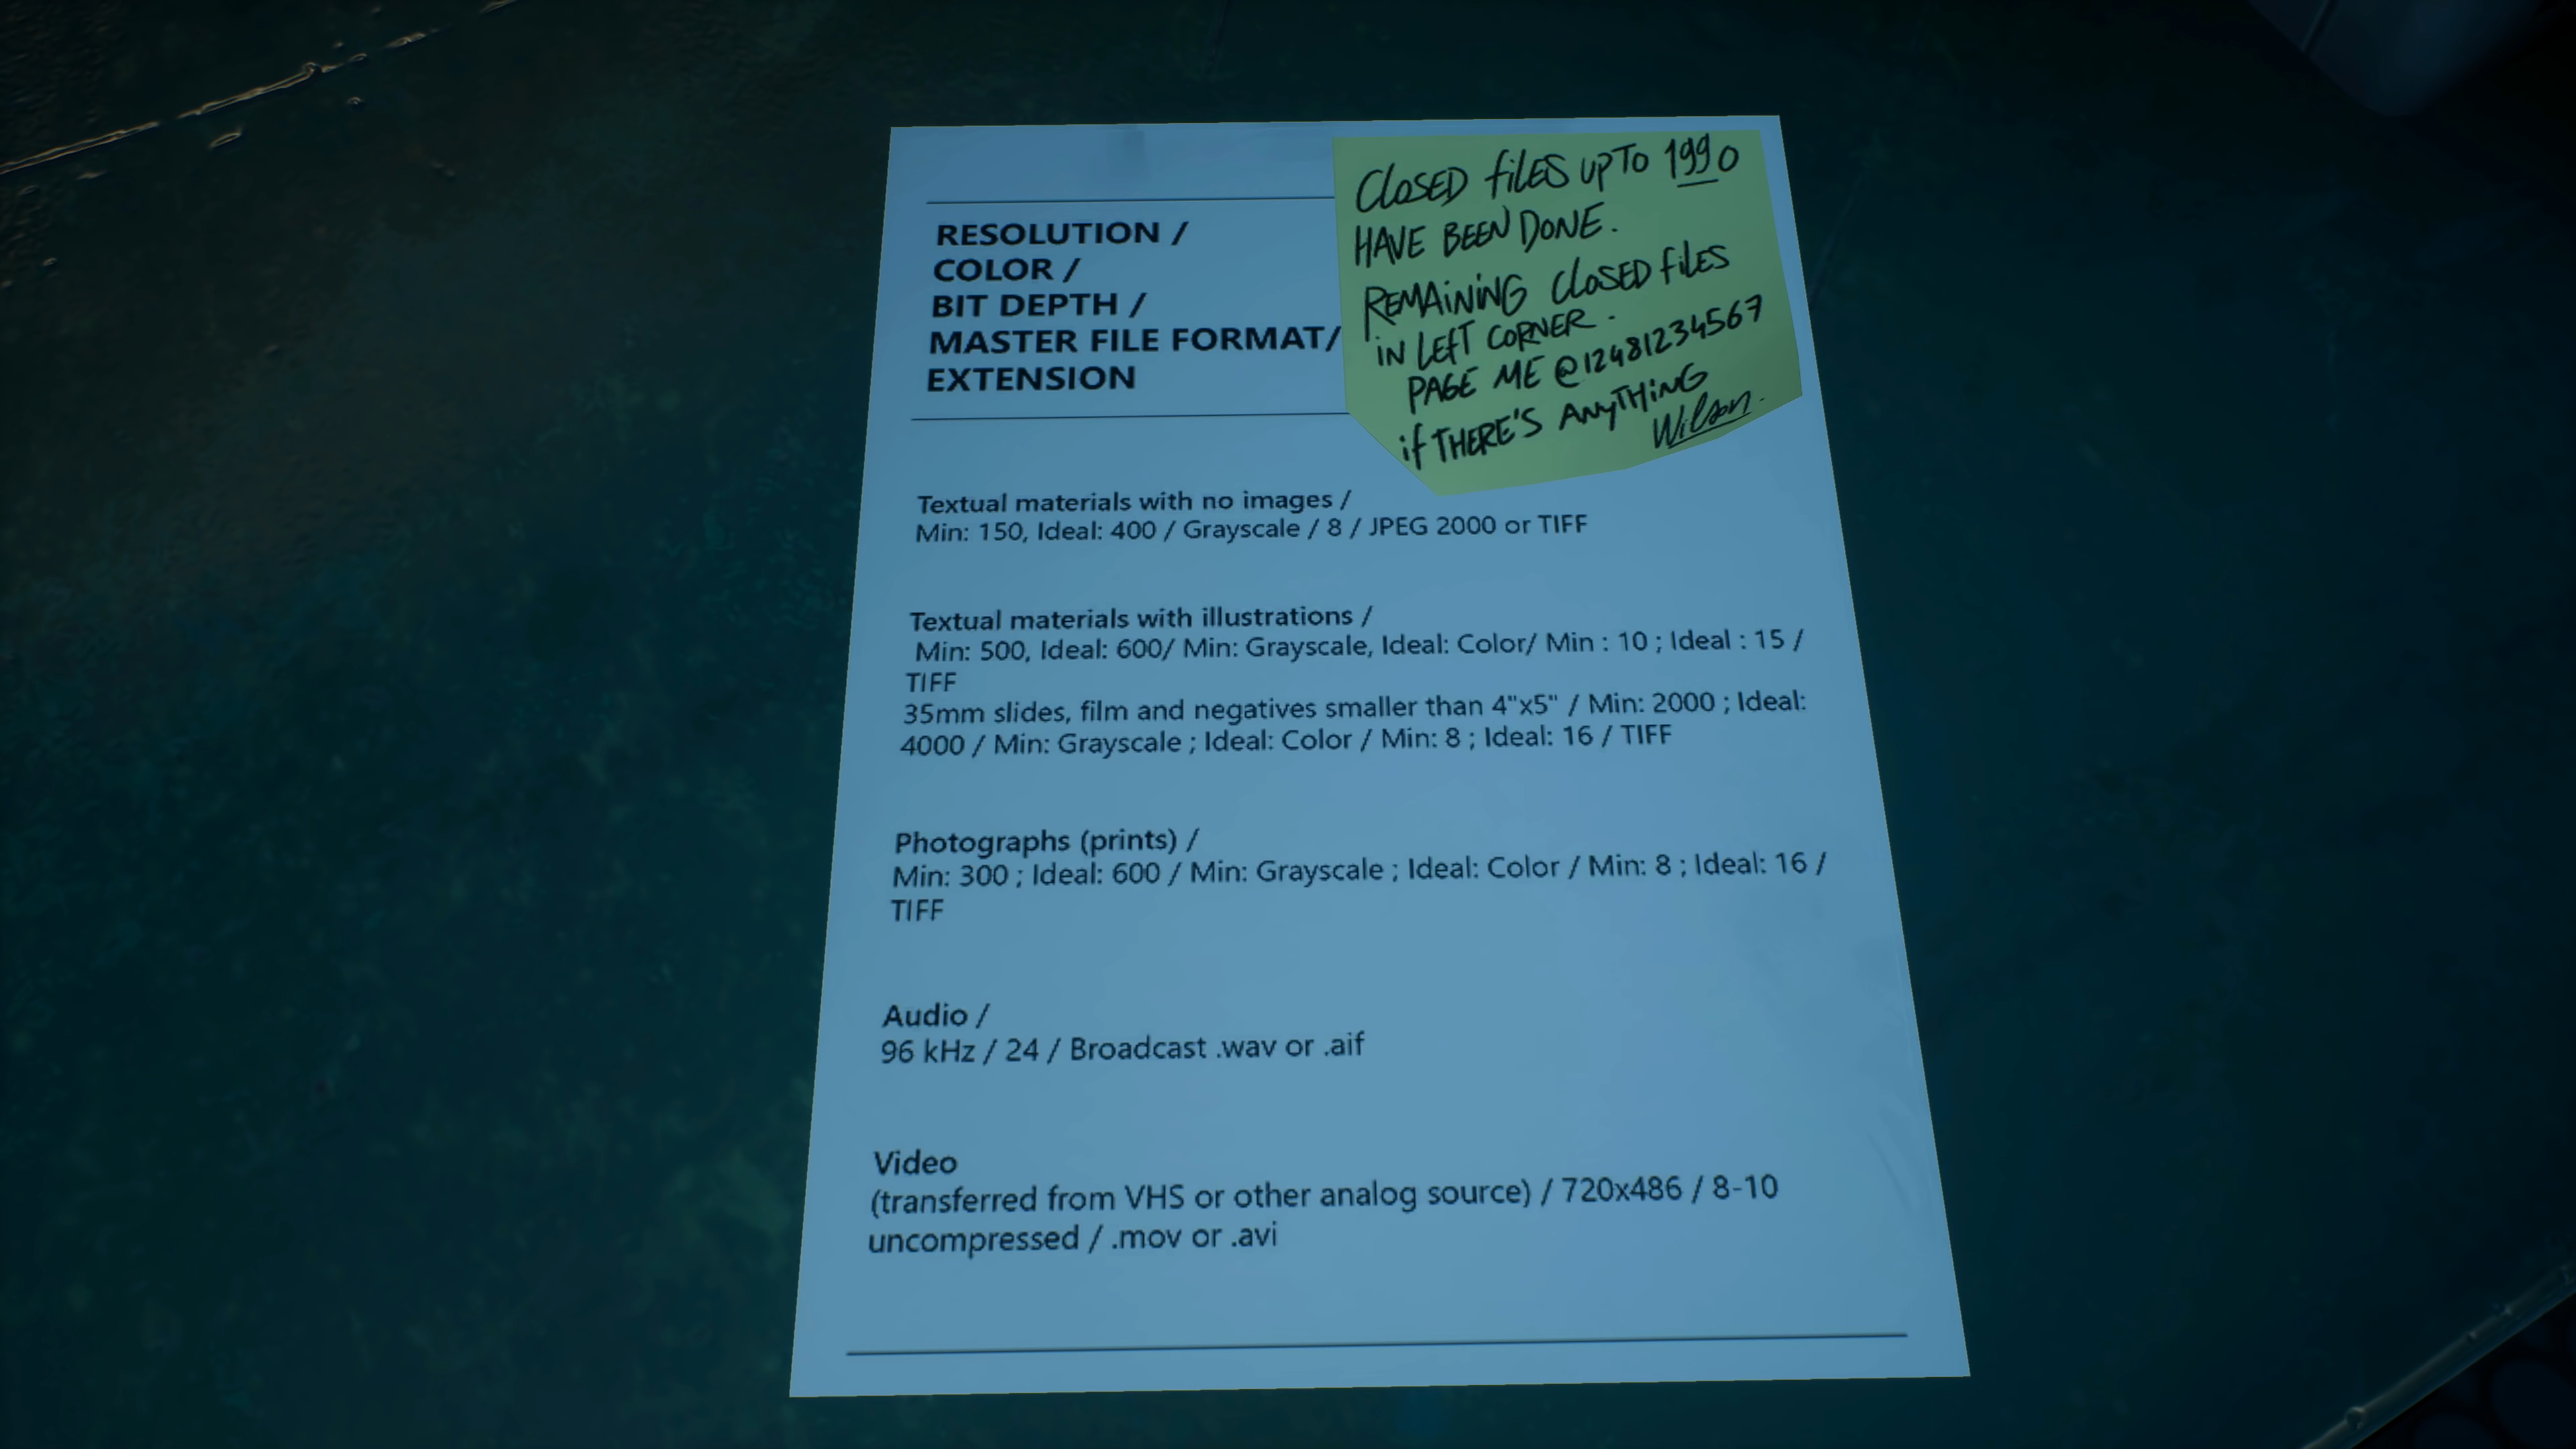 RESOLUTION /
COLOR /
BIT DEPTH /
MASTER FILE FORMAT/
EXTENSION
CLOSED FILES UP TO 1990
HAVE BEEN DONE.
REMAINING CLOSED FILES
IN LEFT CORNER.
PAGE ME @12481234567
if THERE'S ANYTHING
Wilson.
Textual materials with no images /
Min: 150, Ideal: 400 / Grayscale / 8 / JPEG 2000 or TIFF
Textual materials with illustrations /
Min: 500, Ideal: 600/ Min: Grayscale, Ideal: Color/ Min : 10 ; Ideal : 15 /
TIFF
35mm slides, film and negatives smaller than 4"x5" / Min: 2000 ; Ideal:
4000 / Min: Grayscale ; Ideal: Color / Min: 8 ; Ideal: 16 / TIFF
Photographs (prints) /
Min: 300 ; Ideal: 600 / Min: Grayscale ; Ideal: Color / Min: 8 ; Ideal: 16 /
TIFF
Audio /
96 kHz / 24 / Broadcast .wav or .aif
Video
(transferred from VHS or other analog source) / 720x486 / 8-10
uncompressed / .mov or .avi